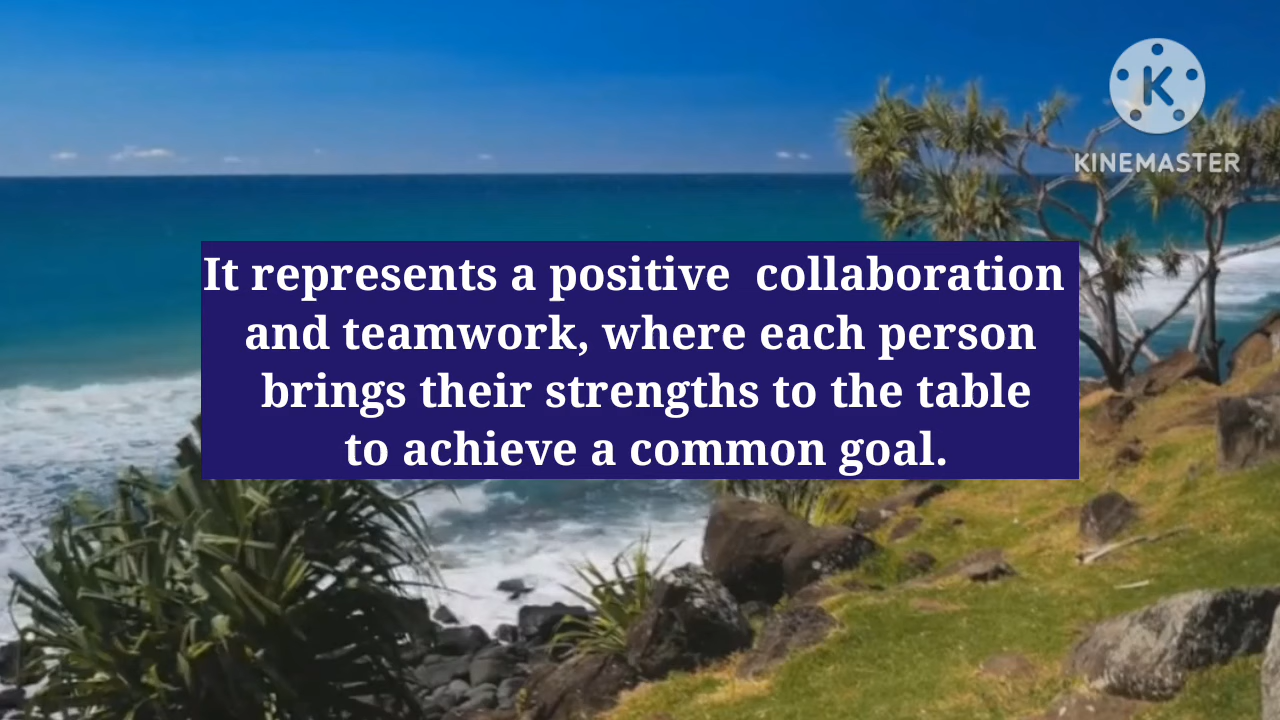 KINEMASTER
It represents a positive  collaboration
and teamwork, where each person
brings their strengths to the table
to achieve a common goal.